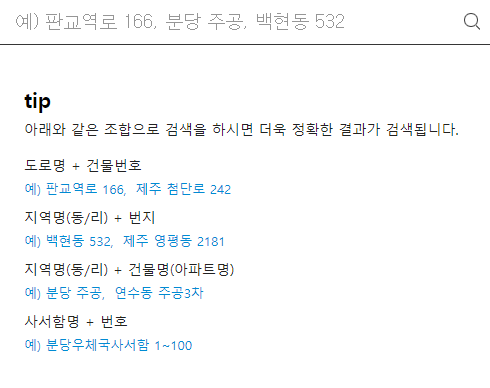 예) 판교역로 166, 분당 주공, 백현동 532
tip
아래와 같은 조합으로 검색을 하시면 더욱 정확한 결과가 검색됩니다.
도로명 + 건물번호
예) 판교역로 166, 제주 첨단로 242
지역명(동/리) + 번지
예) 백현동 532, 제주 영평동 2181
지역명(동/리) + 건물명(아파트명)
예) 분당 주공, 연수동 주공3차
사서함명 + 번호
예) 분당우체국사서함 1~100